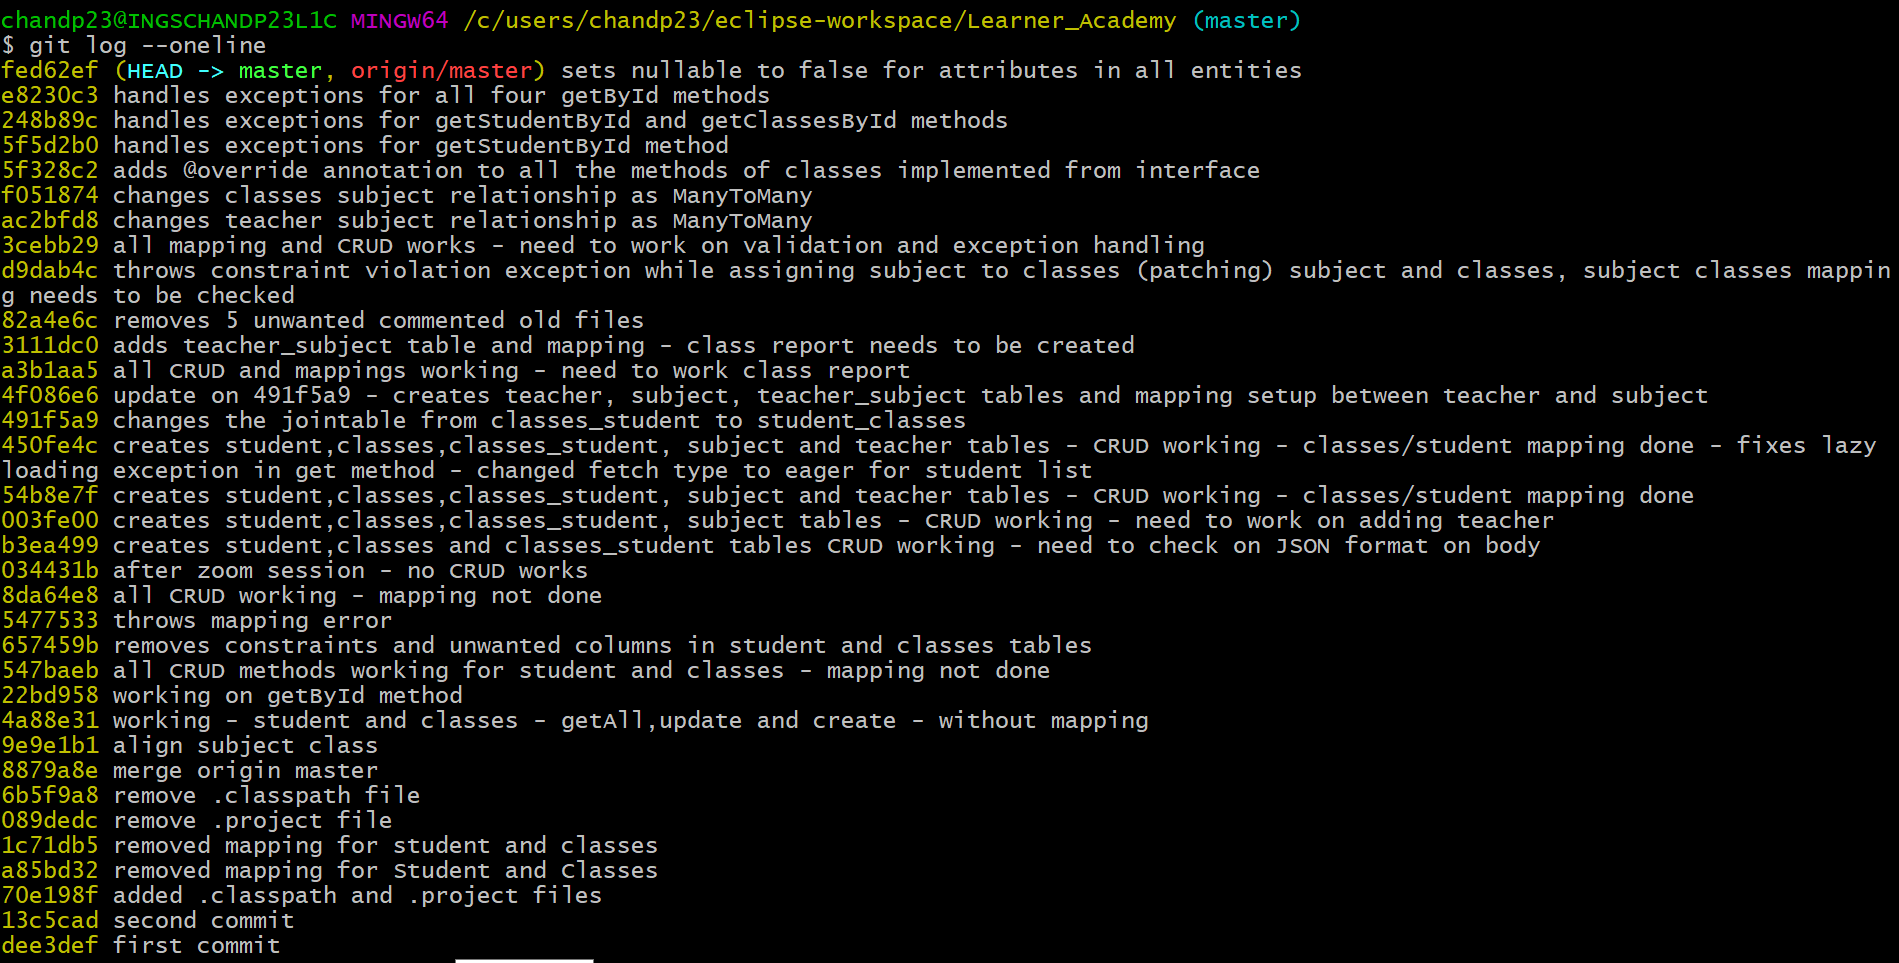 chandp23@INGSCHANDP23L1C MINGW64 /c/users/chandp23/eclipse-workspace/Learner_Academy (master)
$ git log --oneline
fed62ef (HEAD -> master, origin/master) sets nullable to false for attributes in all entities
e8230c3 handles exceptions for all four getById methods
248b89c handles exceptions for getStudentById and getClassesById methods
5f5d2b0 handles exceptions for getStudentById method
5f328c2 adds @override annotation to all the methods of classes implemented from interface
f051874 changes classes subject relationship as ManyToMany
ac2bfd8 changes teacher subject relationship as ManyToMany
3cebb29 all mapping and CRUD works - need to work on validation and exception handling
d9dab4c throws constraint violation exception while assigning subject to classes (patching) subject and classes, subject classes mappin
g needs to be checked
82a4e6c removes 5 unwanted commented old files
3111dc0 adds teacher_subject table and mapping - class report needs to be created
a3b1aa5 all CRUD and mappings working - need to work class report
4f086e6 update on 491f5a9 - creates teacher, subject, teacher_subject tables and mapping setup between teacher and subject
491f5a9 changes the jointable from classes_student to student_classes
450fe4c creates student,classes,classes_student, subject and teacher tables - CRUD working - classes/student mapping done - fixes lazy
loading exception in get method - changed fetch type to eager for student list
54b8e7f creates student,classes,classes_student, subject and teacher tables - CRUD working - classes/student mapping done
003fe00 creates student,classes,classes_student, subject tables - CRUD working - need to work on adding teacher
b3ea499 creates student,classes and classes_student tables CRUD working - need to check on JSON format on body
034431b after zoom session - no CRUD works
8da64e8 all CRUD working - mapping not done
5477533 throws mapping error
657459b removes constraints and unwanted columns in student and classes tables
547baeb all CRUD methods working for student and classes - mapping not done
22bd958 working on getById method
4a88e31 working - student and classes - getAll,update and create - without mapping
9e9e1b1 align subject class
8879a8e merge origin master
6b5f9a8 remove .classpath file
089dedc remove .project file
1c71db5 removed mapping for student and classes
a85bd32 removed mapping for Student and Classes
70e198f added .classpath and .project files
13c5cad second commit
dee3def first commit